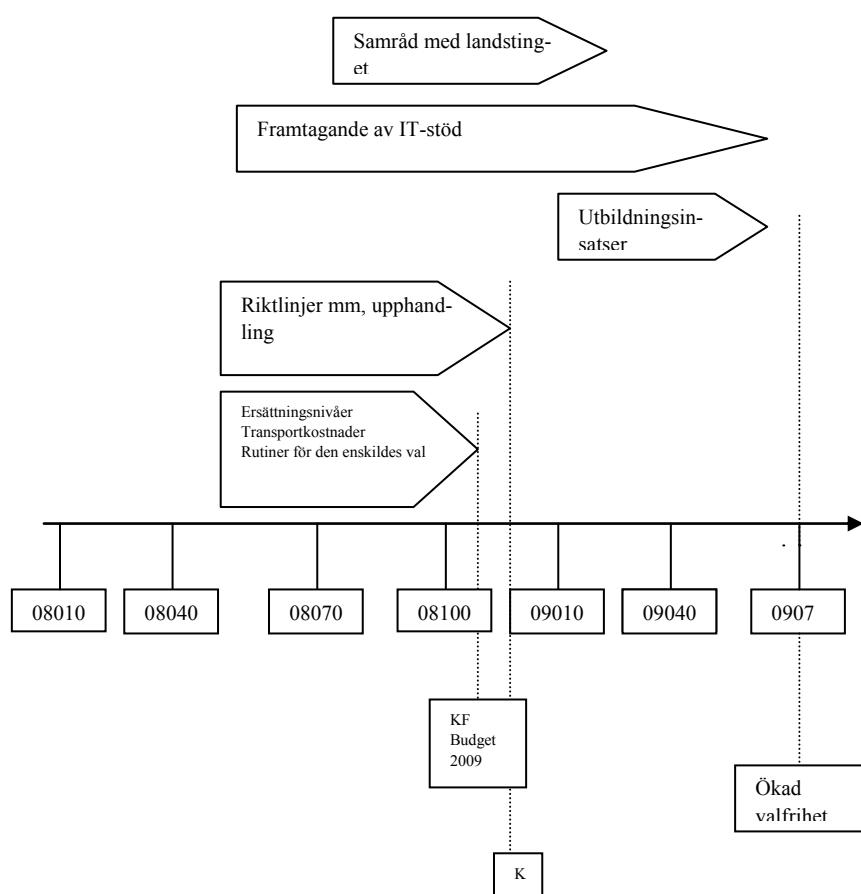 Samråd med landsting-
et
Framtagande av IT-stöd
Utbildningsin-
satser
Riktlinjer mm, upphand-
ling
Ersättningsnivåer
Transportkostnader
Rutiner för den enskildes val
08010
08040
08070
08100
09010
09040
0907
KF
Budget
2009
Ökad
valfrihet
K